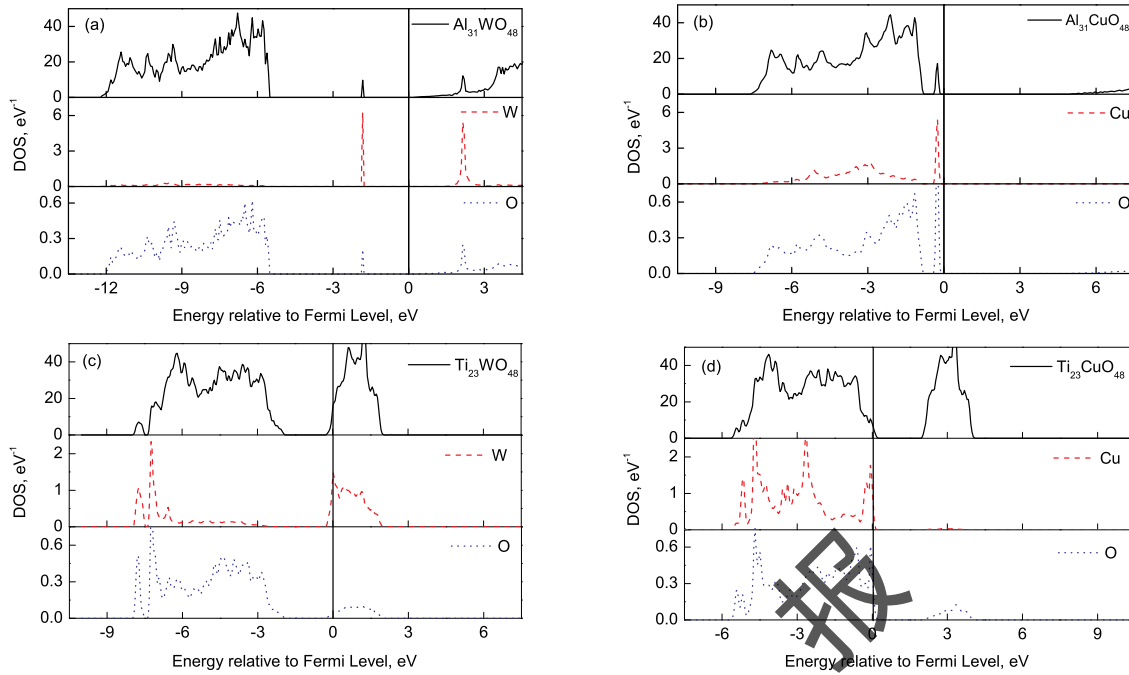 (a)
Al₃₁WO₄₈
W
O
DOS, eV⁻¹
40
20
0
6
3
0
0.6
0.3
0.0
-12 -9 -6 -3 0 3
Energy relative to Fermi Level, eV
(b)
Al₃₁CuO₄₈
Cu
O
DOS, eV⁻¹
40
20
0
6
3
0
0.6
0.3
0.0
-9 -6 -3 0 3 6
Energy relative to Fermi Level, eV
(c)
Ti₂₃WO₄₈
W
O
DOS, eV⁻¹
40
20
0
2
1
0
0.6
0.3
0.0
-9 -6 -3 0 3 6
Energy relative to Fermi Level, eV
(d)
Ti₂₃CuO₄₈
Cu
O
DOS, eV⁻¹
40
20
0
2
1
0
0.6
0.3
0.0
-6 -3 0 3 6 9
Energy relative to Fermi Level, eV
报